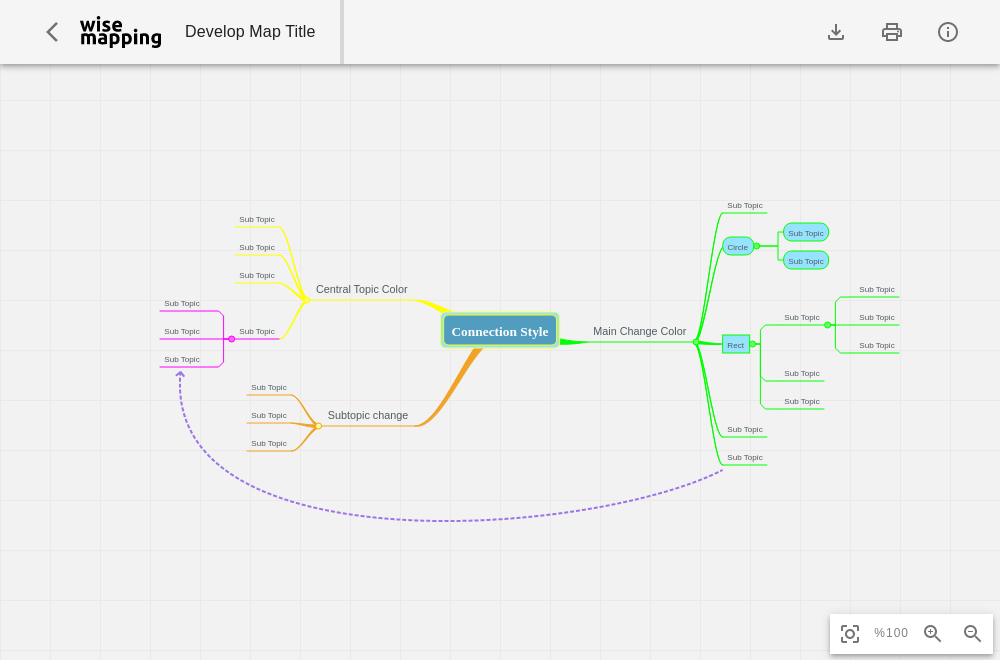 wise
mapping
Develop Map Title
Sub Topic
Sub Topic
Sub Topic
Central Topic Color
Sub Topic
Sub Topic
Sub Topic
Sub Topic
Connection Style
Subtopic change
Sub Topic
Sub Topic
Sub Topic
Main Change Color
Sub Topic
Circle
Sub Topic
Sub Topic
Rect
Sub Topic
Sub Topic
Sub Topic
Sub Topic
Sub Topic
Sub Topic
Sub Topic
Sub Topic
%100